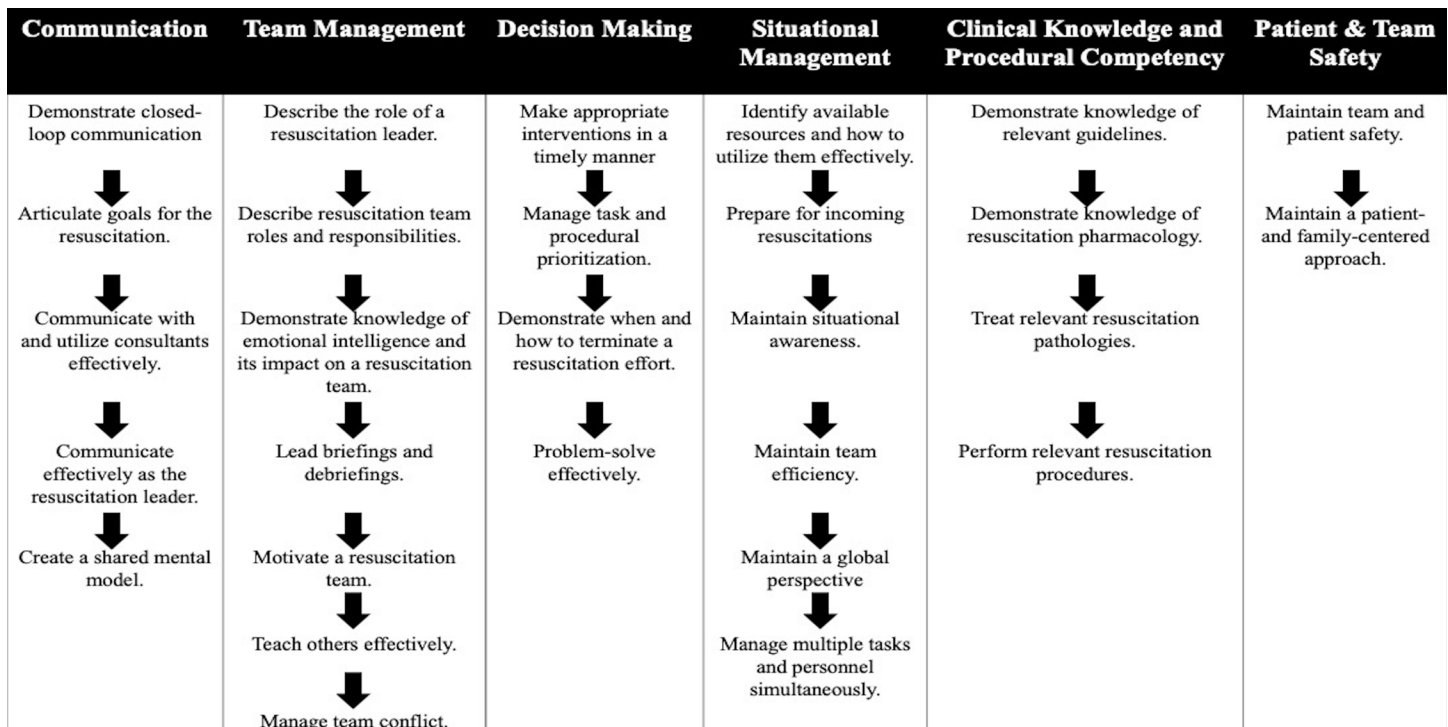 Communication
Demonstrate closed-
loop communication
Articulate goals for the
resuscitation.
Communicate with
and utilize consultants
effectively.
Communicate
effectively as the
resuscitation leader.
Create a shared mental
model.
Team Management
Describe the role of a
resuscitation leader.
Describe resuscitation team
roles and responsibilities.
Demonstrate knowledge of
emotional intelligence and
its impact on a resuscitation
team.
Lead briefings and
debriefings.
Motivate a resuscitation
team.
Teach others effectively.
Manage team conflict.
Decision Making
Make appropriate
interventions in a
timely manner
Manage task and
procedural
prioritization.
Demonstrate when and
how to terminate a
resuscitation effort.
Problem-solve
effectively.
Situational
Management
Identify available
resources and how to
utilize them effectively.
Prepare for incoming
resuscitations
Maintain situational
awareness.
Maintain team
efficiency.
Maintain a global
perspective
Manage multiple tasks
and personnel
simultaneously.
Clinical Knowledge and
Procedural Competency
Demonstrate knowledge of
relevant guidelines.
Demonstrate knowledge of
resuscitation pharmacology.
Treat relevant resuscitation
pathologies.
Perform relevant resuscitation
procedures.
Patient & Team
Safety
Maintain team and
patient safety.
Maintain a patient-
and family-centered
approach.